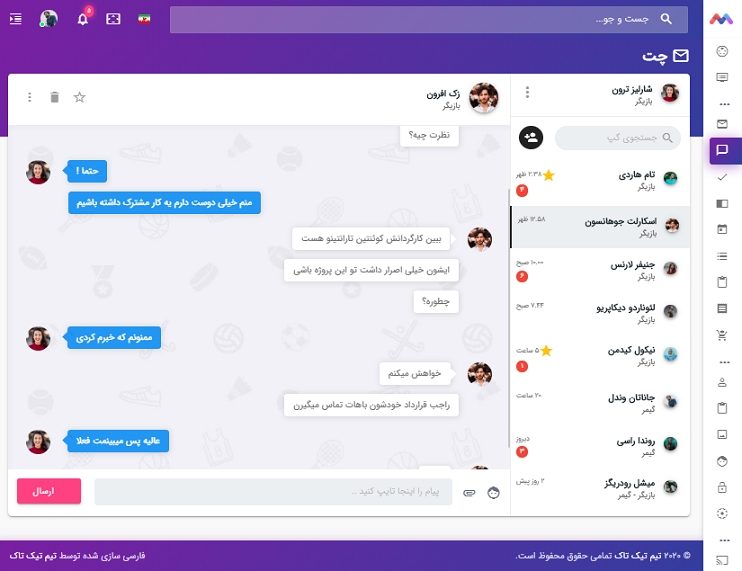 ۵
جست و جو...
چت
شارلیز ترون
بازیگر
جستجوی گپ
تام هاردی
بازیگر
۲.۳۸ ظهر
۴
اسکارلت جوهانسون
بازیگر
۱۲.۵۸ ظهر
جنیفر لارنس
بازیگر
۱۰.۰۰ صبح
۶
لئوناردو دیکاپریو
بازیگر
۷.۴۴ صبح
نیکول کیدمن
بازیگر
۵ ساعت
۱
جاناتان وندل
گیمر
۲۰ ساعت
روندا راسی
گیمر
دیروز
۳
میشل رودریگز
بازیگر - گیمر
۲ روز پیش
زک افرون
بازیگر
نظرت چیه؟
حتما !
منم خیلی دوست دارم یه کار مشترک داشته باشیم
ببین کارگردانش کوئنتین تارانتینو هست
ایشون خیلی اصرار داشت تو این پروژه باشی
چطوره؟
ممنونم که خبرم کردی
خواهش میکنم
راجب قرارداد خودشون باهات تماس میگیرن
عالیه پس میبینمت فعلا
پیام را اینجا تایپ کنید ...
ارسال
© ۲۰۲۰ تیم تیک تاک تمامی حقوق محفوظ است.
فارسی سازی شده توسط تیم تیک تاک